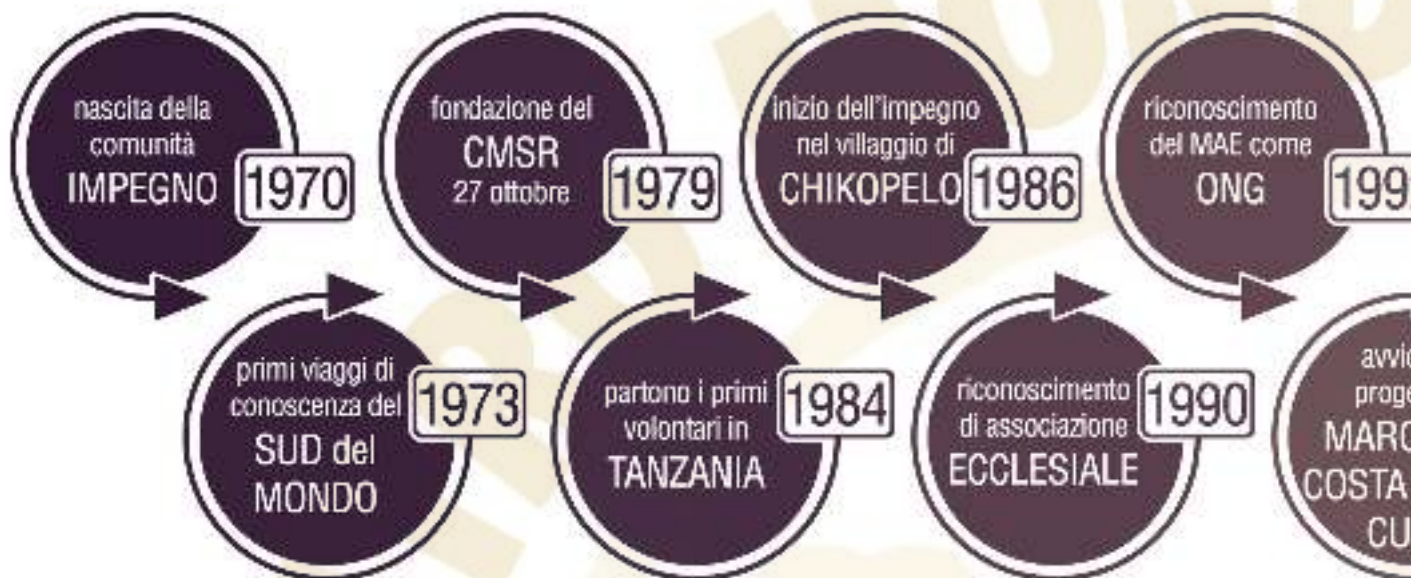 nascita della
comunità
IMPEGNO
1970
primi viaggi di
conoscenza del
SUD del
MONDO
1973
fondazione del
CMSR
27 ottobre
1979
partono i primi
volontari in
TANZANIA
1984
inizio dell'impegno
nel villaggio di
CHIKOPELO
1986
riconoscimento
di associazione
ECCLESIALE
1990
riconoscimento
del MAE come
ONG
COSTA